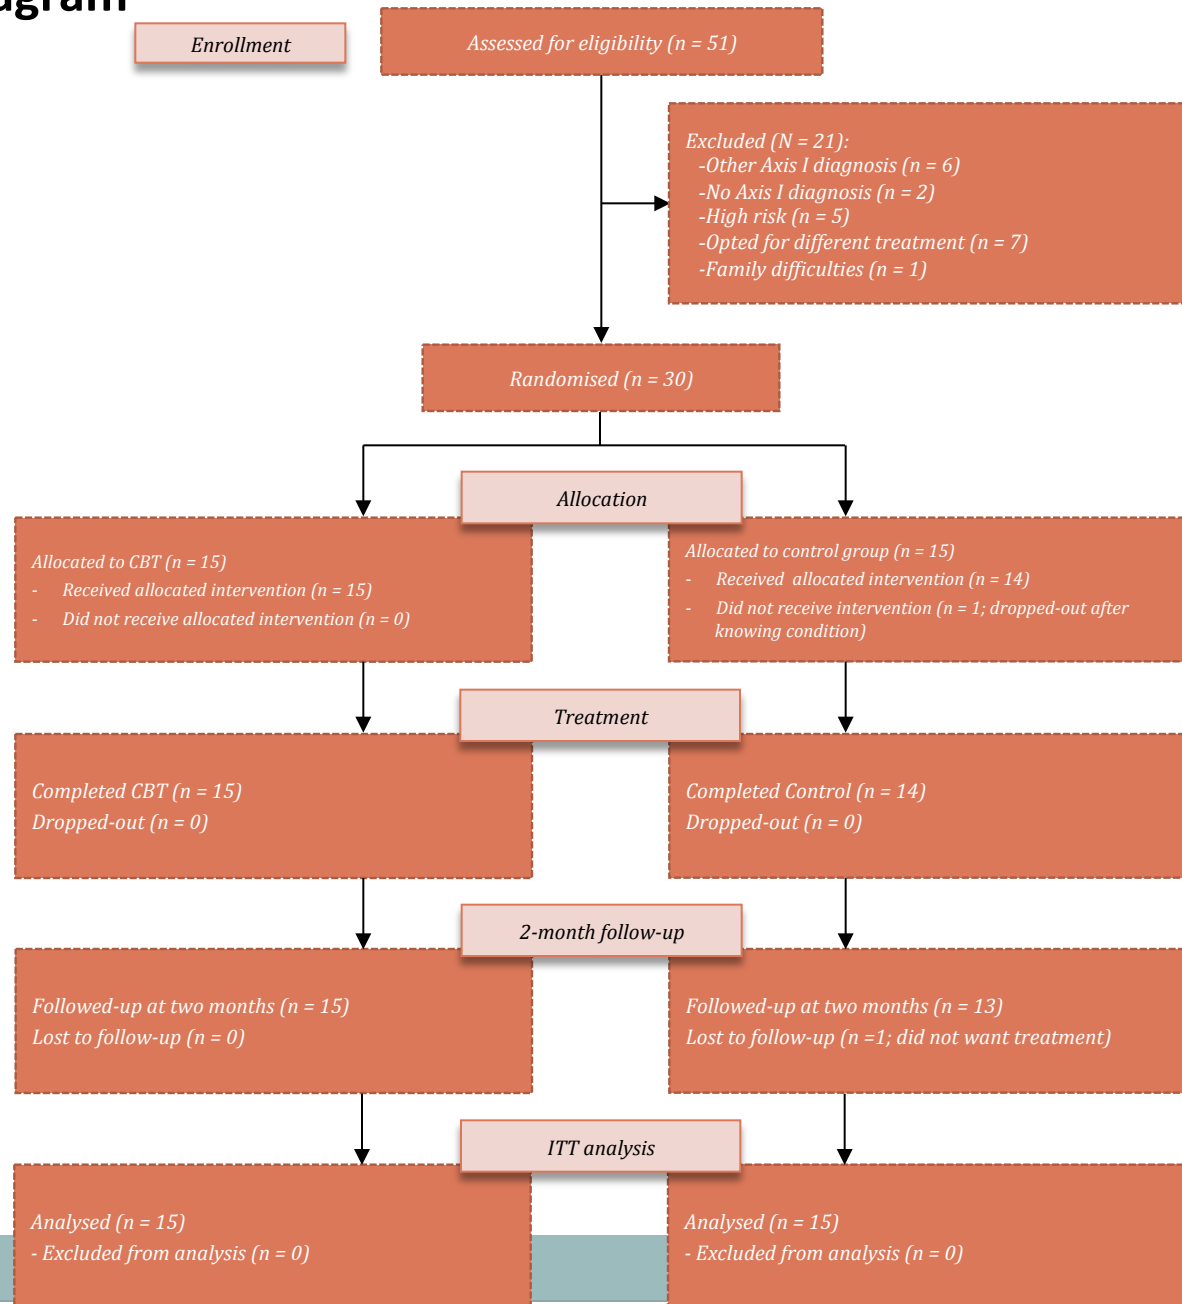 Enrollment
Assessed for eligibility (n = 51)
Excluded (N = 21):
-Other Axis I diagnosis (n = 6)
-No Axis I diagnosis (n = 2)
-High risk (n = 5)
-Opted for different treatment (n = 7)
-Family difficulties (n = 1)
Randomised (n = 30)
Allocation
Allocated to CBT (n = 15)
- Received allocated intervention (n = 15)
- Did not receive allocated intervention (n = 0)
Allocated to control group (n = 15)
- Received allocated intervention (n = 14)
- Did not receive intervention (n = 1; dropped-out after
knowing condition)
Treatment
Completed CBT (n = 15)
Dropped-out (n = 0)
Completed Control (n = 14)
Dropped-out (n = 0)
2-month follow-up
Followed-up at two months (n = 15)
Lost to follow-up (n = 0)
Followed-up at two months (n = 13)
Lost to follow-up (n =1; did not want treatment)
ITT analysis
Analysed (n = 15)
- Excluded from analysis (n = 0)
Analysed (n = 15)
- Excluded from analysis (n = 0)